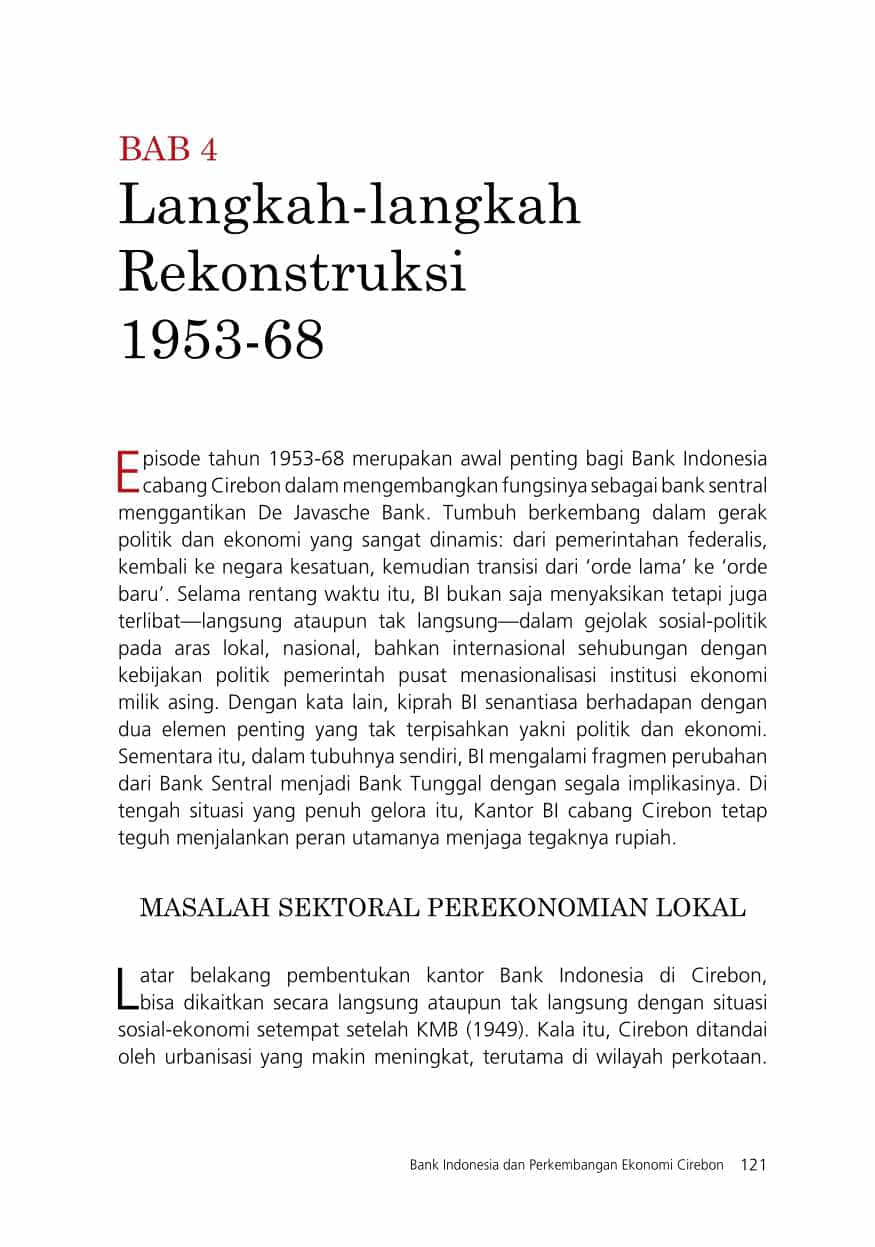 BAB 4
Langkah-langkah
Rekonstruksi
1953-68
Episode tahun 1953-68 merupakan awal penting bagi Bank Indonesia
cabang Cirebon dalam mengembangkan fungsinya sebagai bank sentral
menggantikan De Javasche Bank. Tumbuh berkembang dalam gerak
politik dan ekonomi yang sangat dinamis: dari pemerintahan federalis,
kembali ke negara kesatuan, kemudian transisi dari ‘orde lama’ ke ‘orde
baru’. Selama rentang waktu itu, BI bukan saja menyaksikan tetapi juga
terlibat—langsung ataupun tak langsung—dalam gejolak sosial-politik
pada aras lokal, nasional, bahkan internasional sehubungan dengan
kebijakan politik pemerintah pusat menasionalisasi institusi ekonomi
milik asing. Dengan kata lain, kiprah BI senantiasa berhadapan dengan
dua elemen penting yang tak terpisahkan yakni politik dan ekonomi.
Sementara itu, dalam tubuhnya sendiri, BI mengalami fragmen perubahan
dari Bank Sentral menjadi Bank Tunggal dengan segala implikasinya. Di
tengah situasi yang penuh gelora itu, Kantor BI cabang Cirebon tetap
teguh menjalankan peran utamanya menjaga tegaknya rupiah.
MASALAH SEKTORAL PEREKONOMIAN LOKAL
Latar belakang pembentukan kantor Bank Indonesia di Cirebon,
bisa dikaitkan secara langsung ataupun tak langsung dengan situasi
sosial-ekonomi setempat setelah KMB (1949). Kala itu, Cirebon ditandai
oleh urbanisasi yang makin meningkat, terutama di wilayah perkotaan.
Bank Indonesia dan Perkembangan Ekonomi Cirebon 121